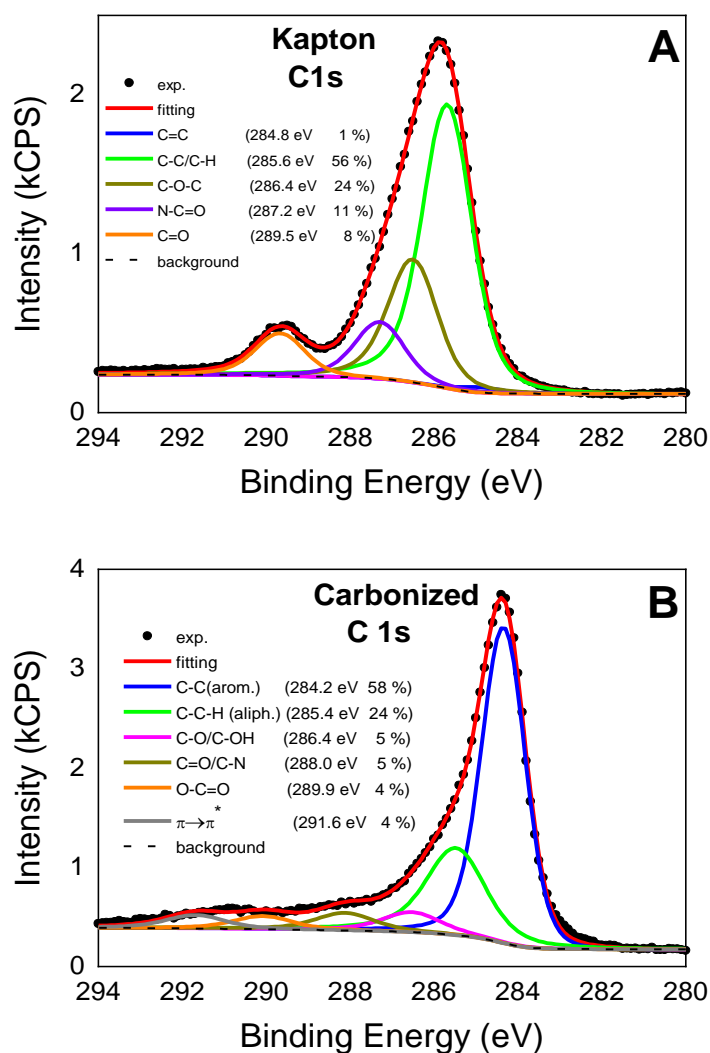 Kapton
C1s
A
exp.
fitting
C=C (284.8 eV 1 %)
C-C/C-H (285.6 eV 56 %)
C-O-C (286.4 eV 24 %)
N-C=O (287.2 eV 11 %)
C=O (289.5 eV 8 %)
background
Intensity (kCPS)
2
1
0
294 292 290 288 286 284 282 280
Binding Energy (eV)
Carbonized
C 1s
B
exp.
fitting
C-C(arom.) (284.2 eV 58 %)
C-C-H (aliph.) (285.4 eV 24 %)
C-O/C-OH (286.4 eV 5 %)
C=O/C-N (288.0 eV 5 %)
O-C=O (289.9 eV 4 %)
π→π* (291.6 eV 4 %)
background
Intensity (kCPS)
4
3
2
1
0
294 292 290 288 286 284 282 280
Binding Energy (eV)